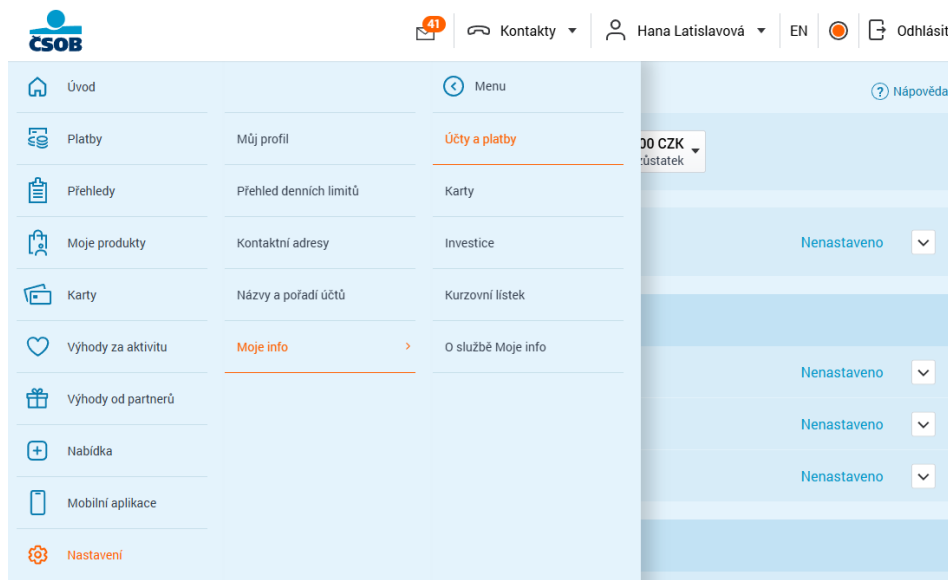 ČSOB
41
Kontakty
Hana Latislavová
EN
Odhlásit
Úvod
Menu
Nápověda
Platby
Můj profil
Účty a platby
00 CZK
zůstatek
Přehledy
Přehled denních limitů
Karty
Moje produkty
Kontaktní adresy
Investice
Nenastaveno
Karty
Názvy a pořadí účtů
Kurzovní lístek
Výhody za aktivitu
Moje info
O službě Moje info
Nenastaveno
Výhody od partnerů
Nenastaveno
Nabídka
Nenastaveno
Mobilní aplikace
Nastavení